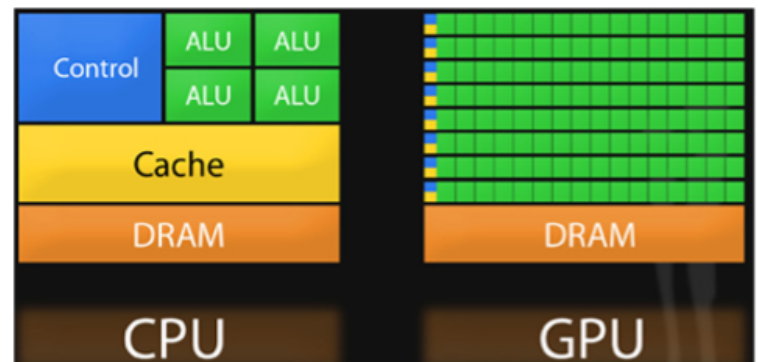 Control
ALU ALU
ALU ALU
Cache
DRAM
DRAM
CPU
GPU